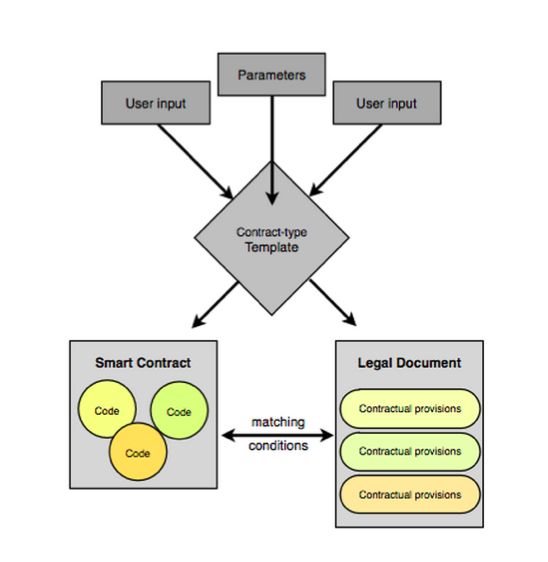 Parameters
User input
User input
Contract-type
Template
Smart Contract
Code
Code
Code
matching
conditions
Legal Document
Contractual provisions
Contractual provisions
Contractual provisions